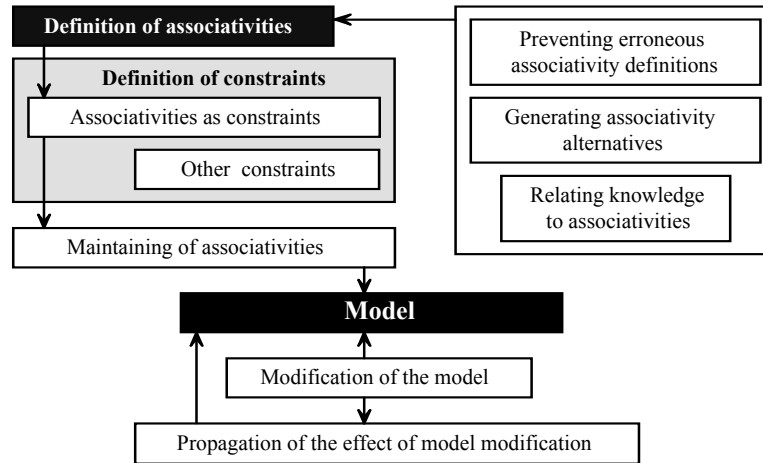 Definition of associativities
Definition of constraints
Associativities as constraints
Other constraints
Maintaining of associativities
Preventing erroneous
associativity definitions
Generating associativity
alternatives
Relating knowledge
to associativities
Model
Modification of the model
Propagation of the effect of model modification